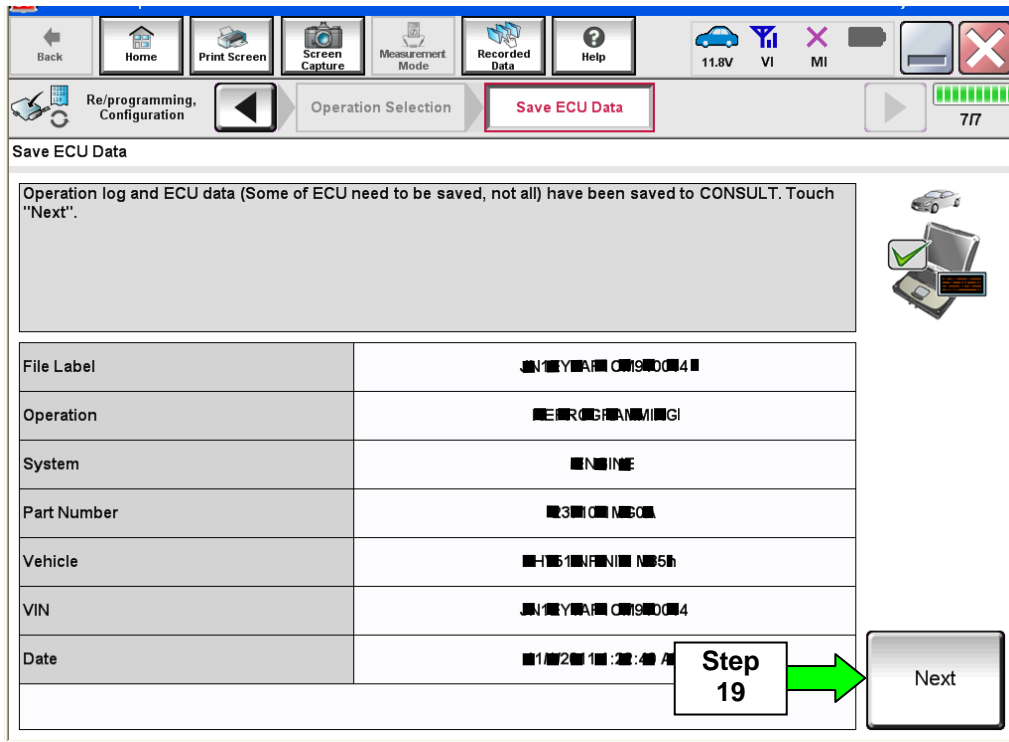 Back
Home
Print Screen
Screen
Capture
Measurement
Mode
Recorded
Data
Help
11.8V
VI
MI
Re/programming,
Configuration
Operation Selection
Save ECU Data
7/7
Save ECU Data
Operation log and ECU data (Some of ECU need to be saved, not all) have been saved to CONSULT. Touch
"Next".
File Label
Operation
System
Part Number
Vehicle
VIN
Date
Step
19
Next